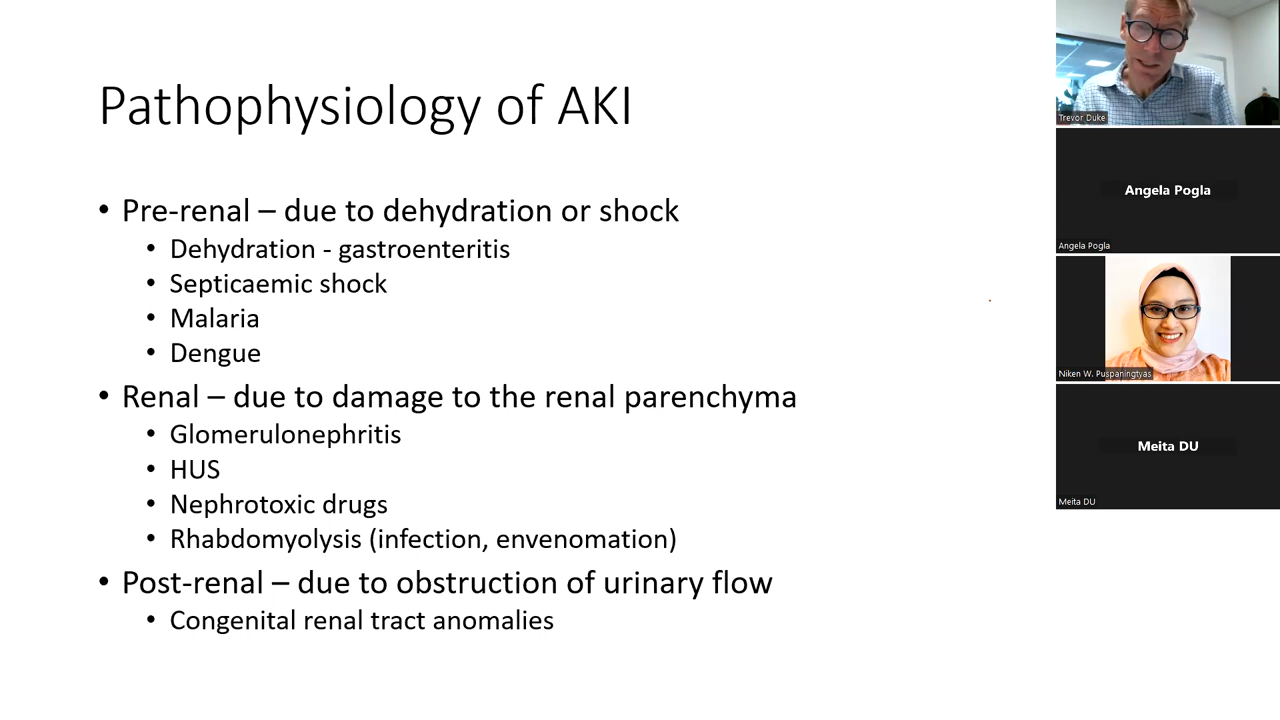 Pathophysiology of AKI
• Pre-renal – due to dehydration or shock
• Dehydration - gastroenteritis
• Septicaemic shock
• Malaria
• Dengue
• Renal – due to damage to the renal parenchyma
• Glomerulonephritis
• HUS
• Nephrotoxic drugs
• Rhabdomyolysis (infection, envenomation)
• Post-renal – due to obstruction of urinary flow
• Congenital renal tract anomalies
Trevor Duke
Angela Pogla
Angela Pogla
Niken W. Puspaningtyas
Meita DU
Meita DU